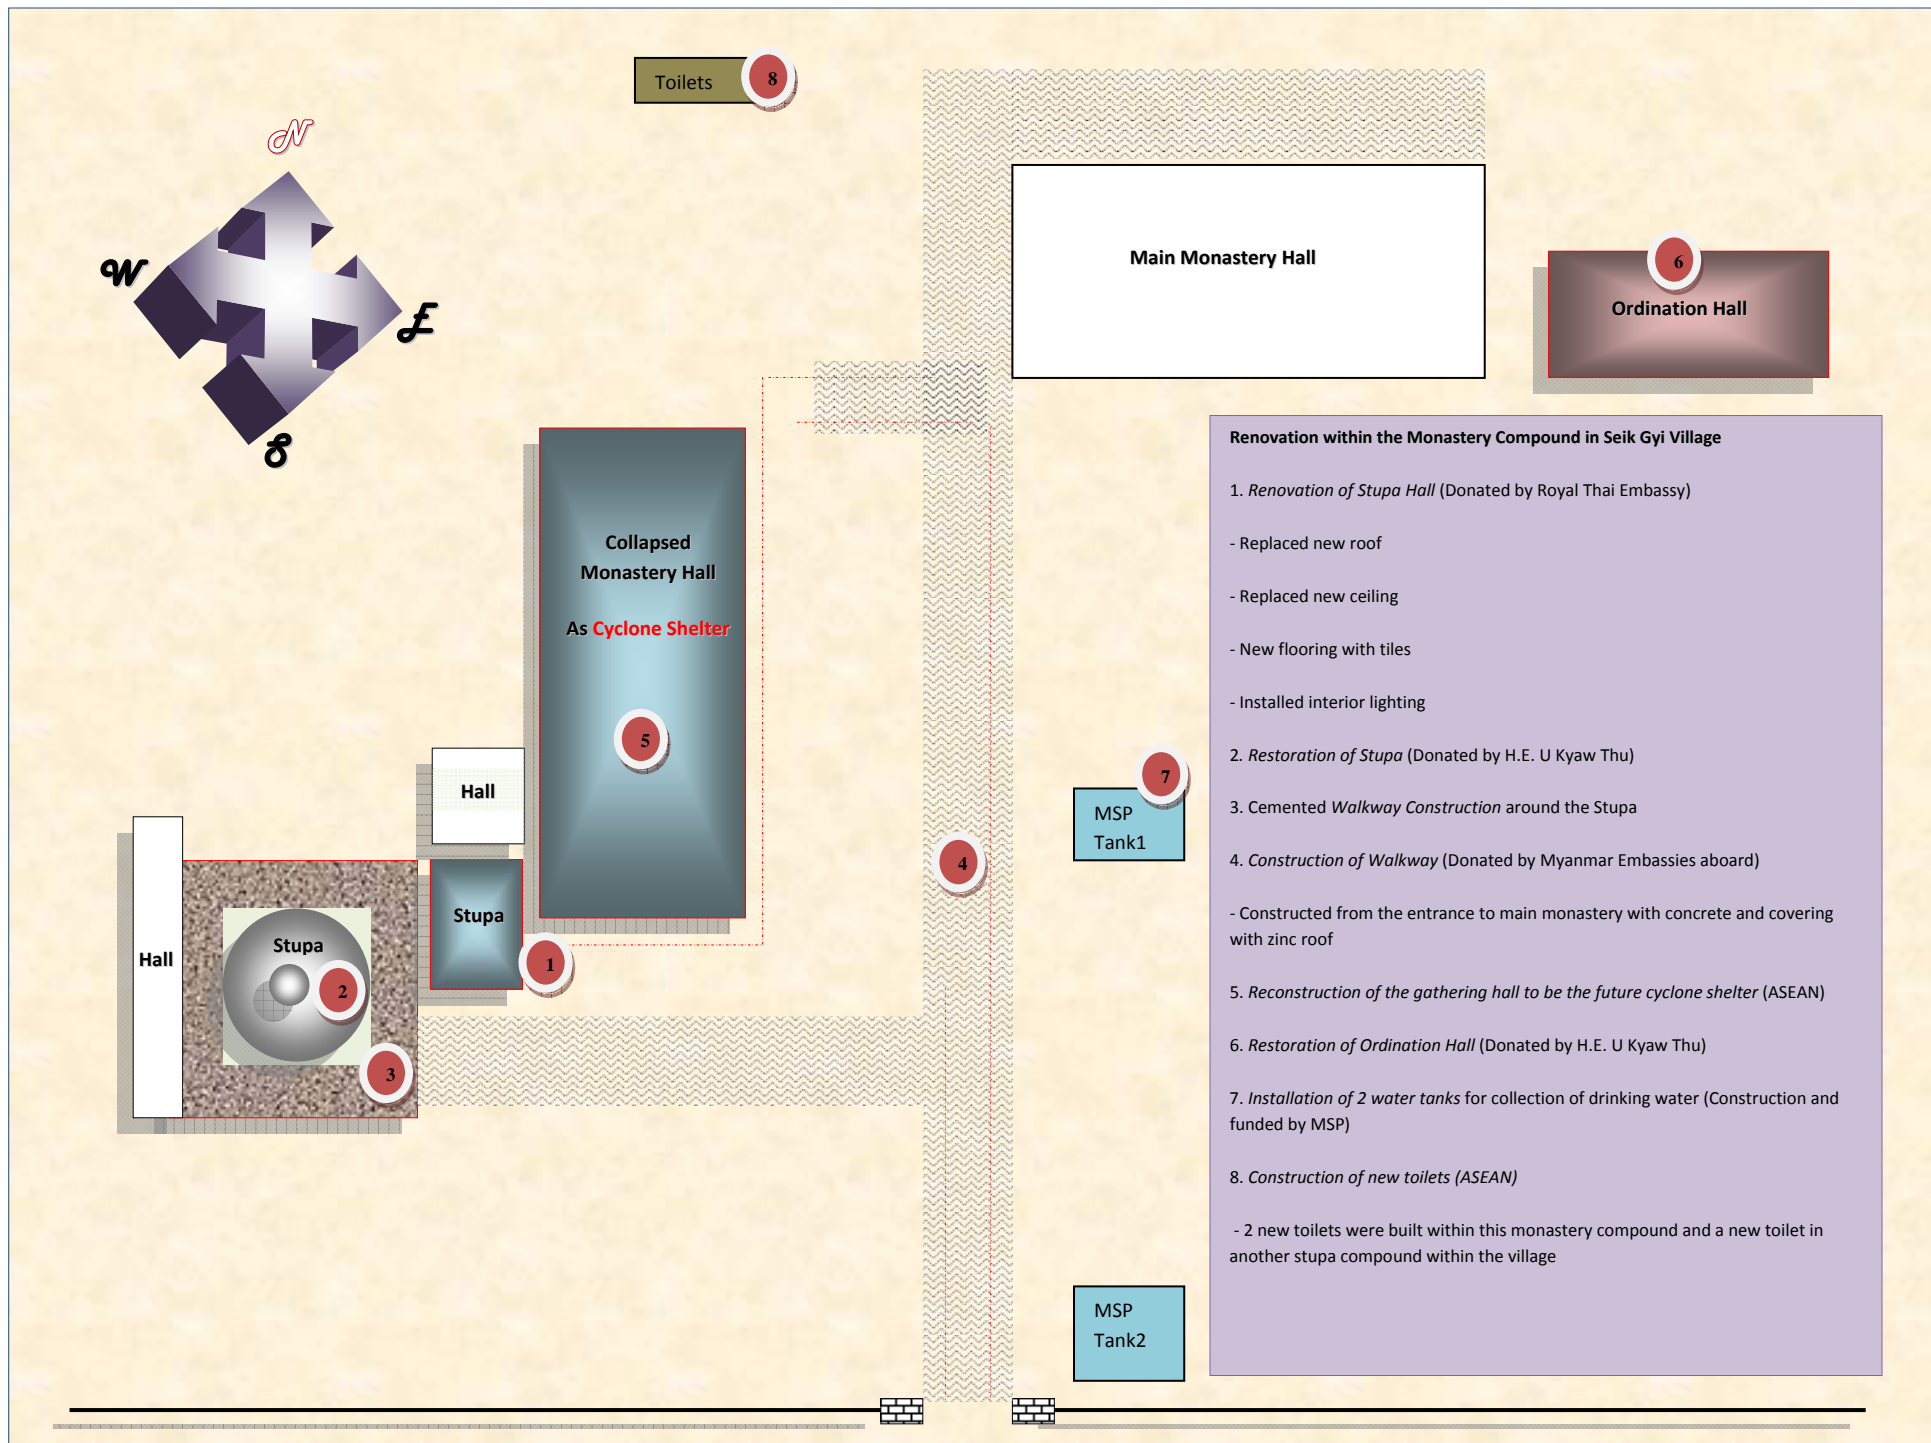 Toilets
8
N
W
E
S
Main Monastery Hall
6
Ordination Hall
Collapsed
Monastery Hall
As Cyclone Shelter
5
Hall
Stupa
1
Hall
Stupa
2
3
4
7
MSP
Tank1
MSP
Tank2
Renovation within the Monastery Compound in Seik Gyi Village
1. Renovation of Stupa Hall (Donated by Royal Thai Embassy)
- Replaced new roof
- Replaced new ceiling
- New flooring with tiles
- Installed interior lighting
2. Restoration of Stupa (Donated by H.E. U Kyaw Thu)
3. Cemented Walkway Construction around the Stupa
4. Construction of Walkway (Donated by Myanmar Embassies aboard)
- Constructed from the entrance to main monastery with concrete and covering
with zinc roof
5. Reconstruction of the gathering hall to be the future cyclone shelter (ASEAN)
6. Restoration of Ordination Hall (Donated by H.E. U Kyaw Thu)
7. Installation of 2 water tanks for collection of drinking water (Construction and
funded by MSP)
8. Construction of new toilets (ASEAN)
- 2 new toilets were built within this monastery compound and a new toilet in
another stupa compound within the village